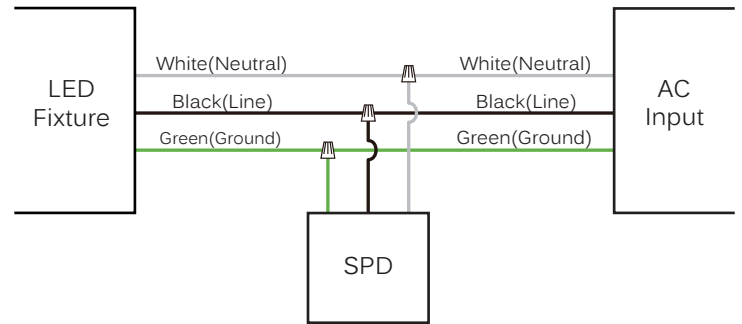 White(Neutral) White(Neutral)
LED
Fixture
Black(Line) Black(Line)
AC
Input
Green(Ground) Green(Ground)
SPD